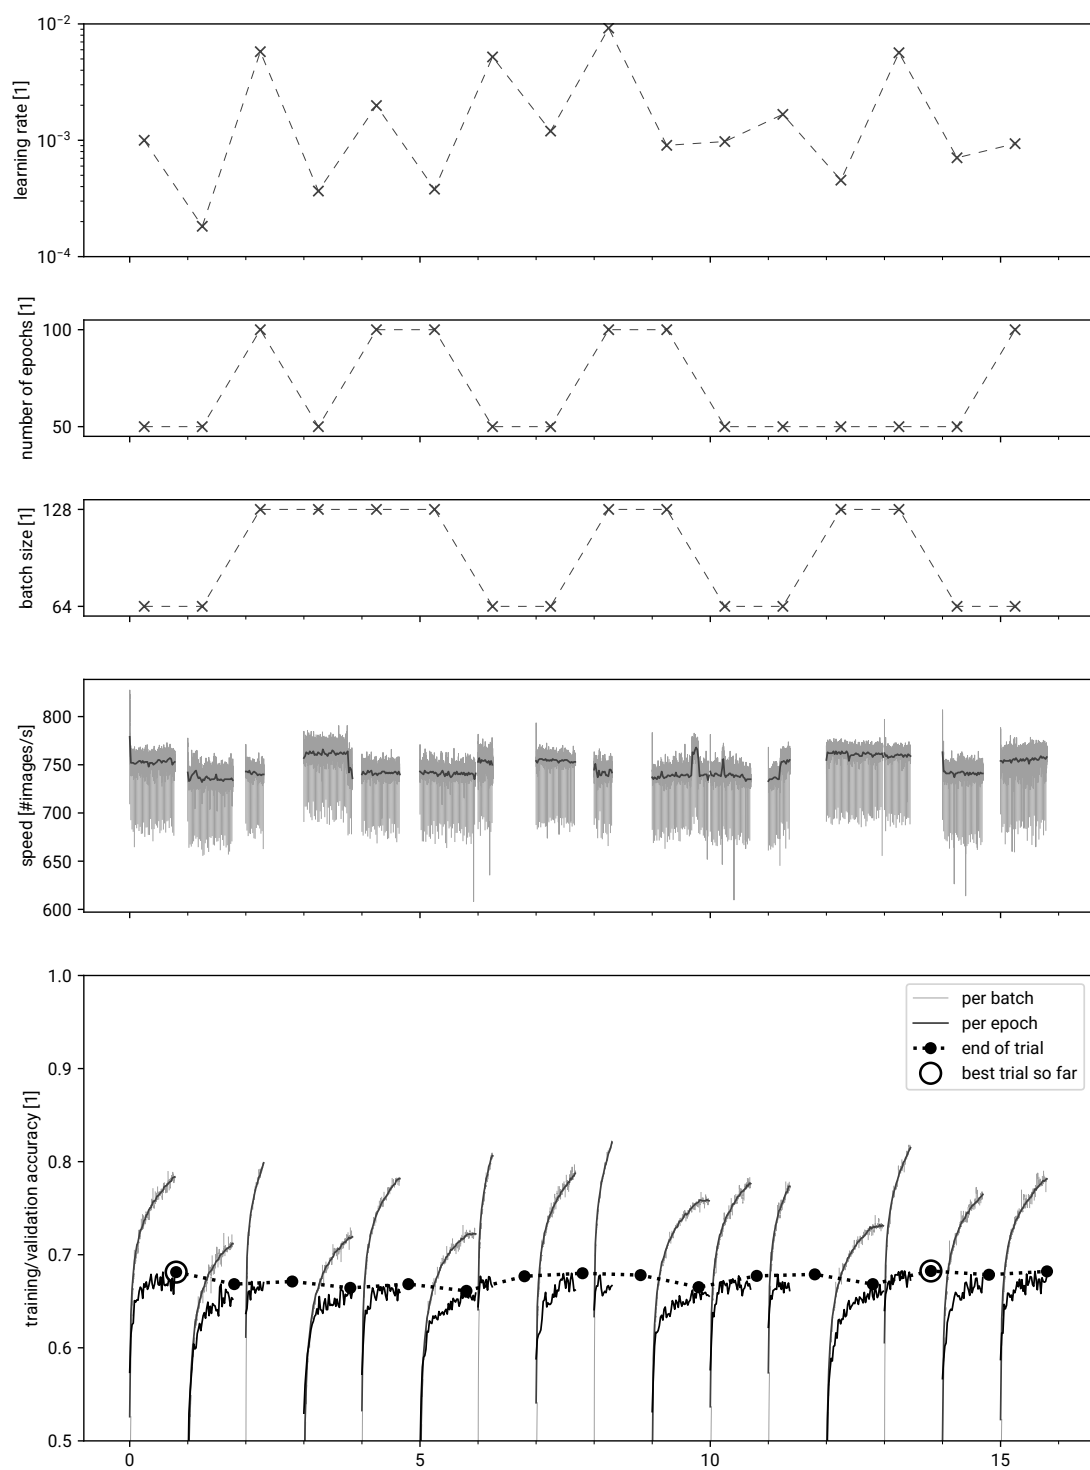 10⁻²
10⁻³
10⁻⁴
learning rate [1]
100
50
number of epochs [1]
128
64
batch size [1]
800
750
700
650
600
speed [#images/s]
1.0
0.9
0.8
0.7
0.6
0.5
training/validation accuracy [1]
per batch
per epoch
end of trial
best trial so far
0 5 10 15